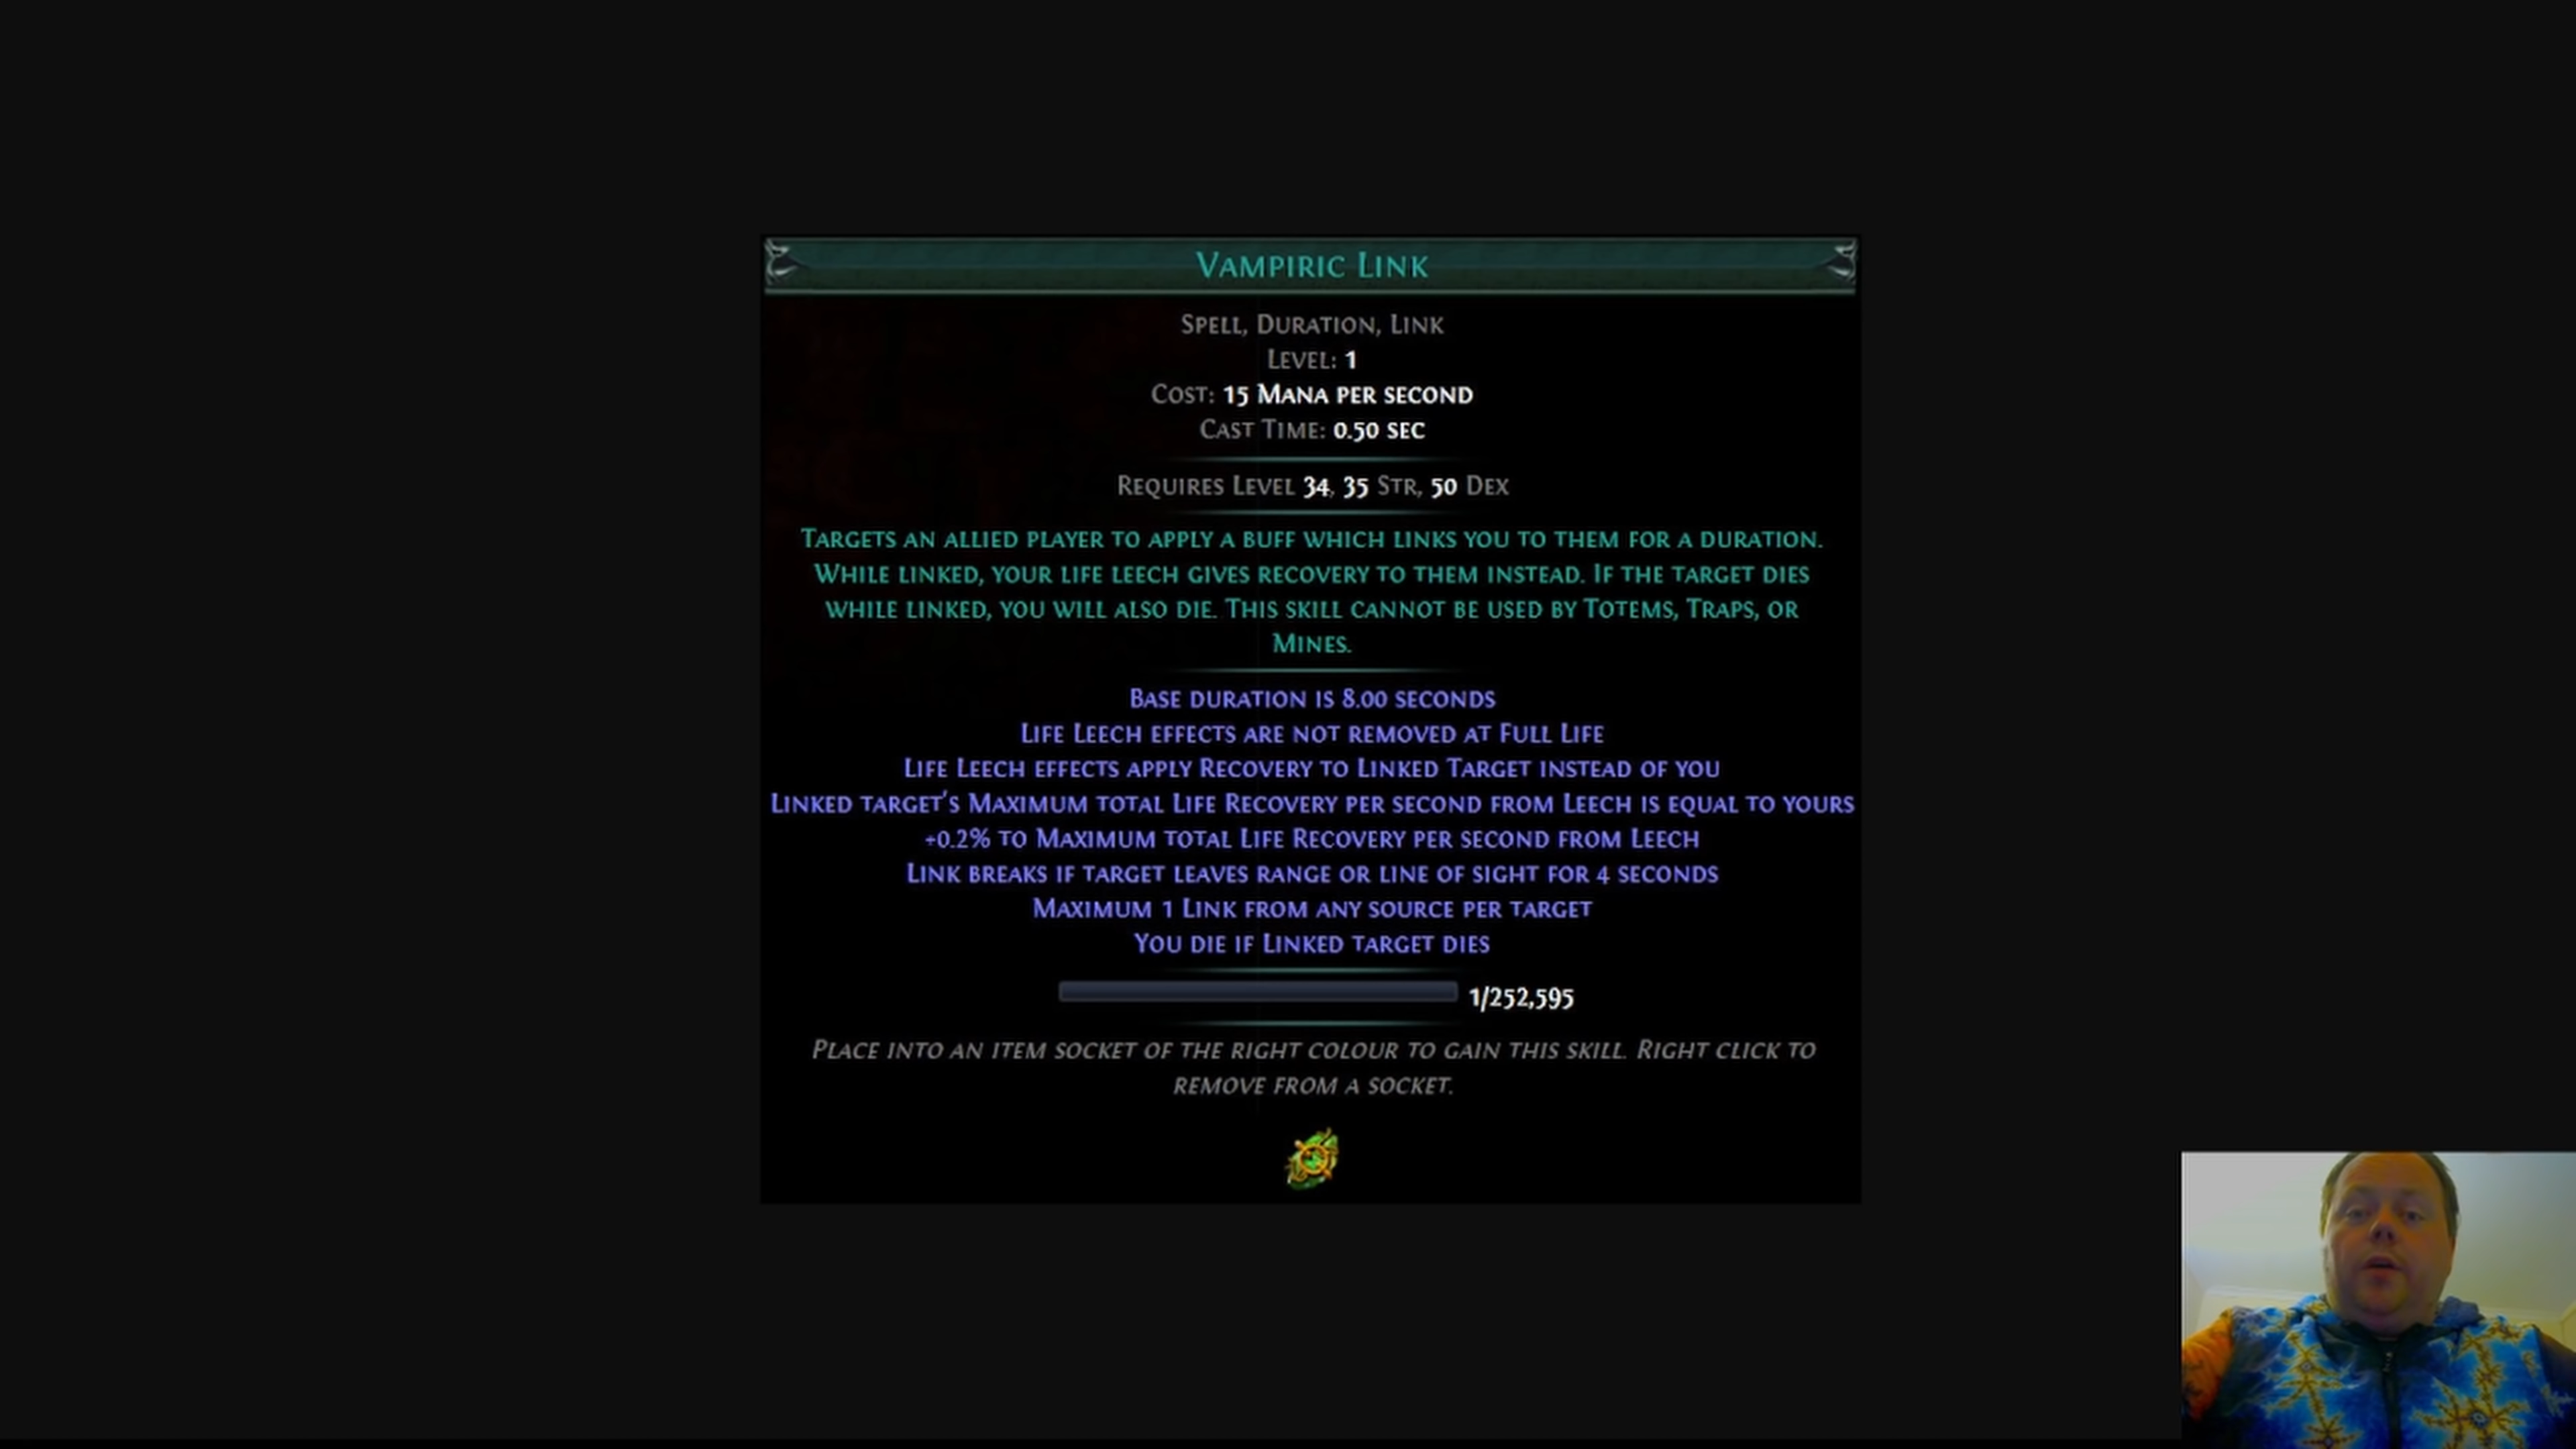 Vampiric Link
Spell, Duration, Link
Level: 1
Cost: 15 Mana per second
Cast Time: 0.50 sec
Requires Level 34, 35 Str, 50 Dex
Targets an allied player to apply a buff which links you to them for a duration.
While linked, your life leech gives recovery to them instead. If the target dies
while linked, you will also die. This skill cannot be used by Totems, Traps, or
Mines.
Base duration is 8.00 seconds
Life Leech effects are not removed at Full Life
Life Leech effects apply Recovery to Linked Target instead of you
Linked target's Maximum total Life Recovery per second from Leech is equal to yours
+0.2% to Maximum total Life Recovery per second from Leech
Link breaks if target leaves range or line of sight for 4 seconds
Maximum 1 Link from any source per target
You die if Linked target dies
1/252,595
Place into an item socket of the right colour to gain this skill. Right click to
remove from a socket.